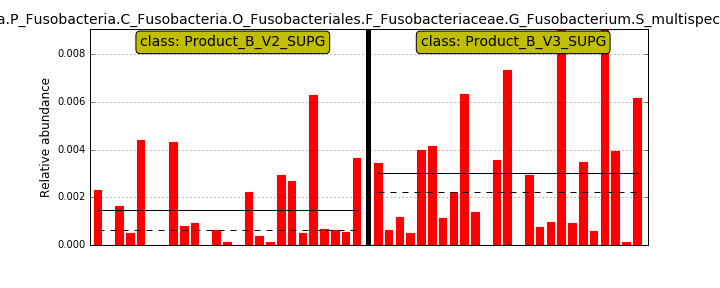 a.P_Fusobacteria.C_Fusobacteria.O_Fusobacteriales.F_Fusobacteriaceae.G_Fusobacterium.S_multispec
class: Product_B_V2_SUPG
class: Product_B_V3_SUPG
Relative abundance
0.008
0.006
0.004
0.002
0.000